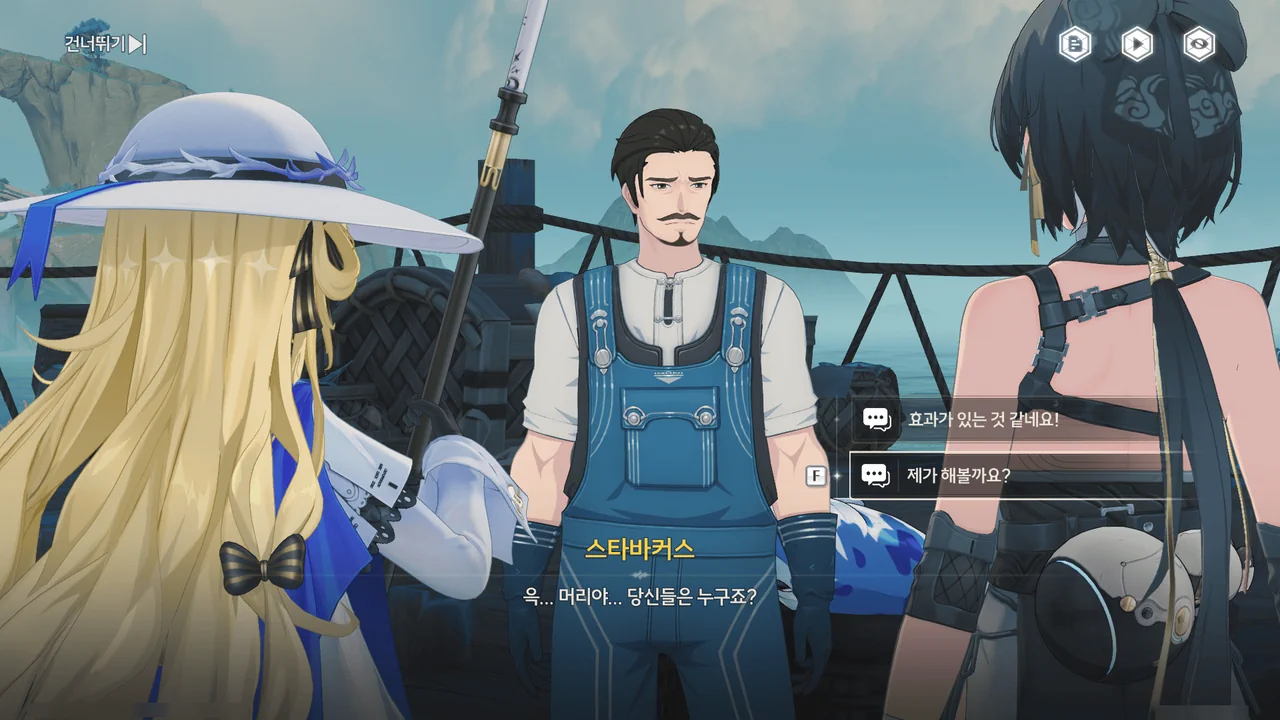 건너뛰기
효과가 있는 것 같네요!
F
제가 해볼까요?
스타바커스
윽... 머리야... 당신들은 누구죠?